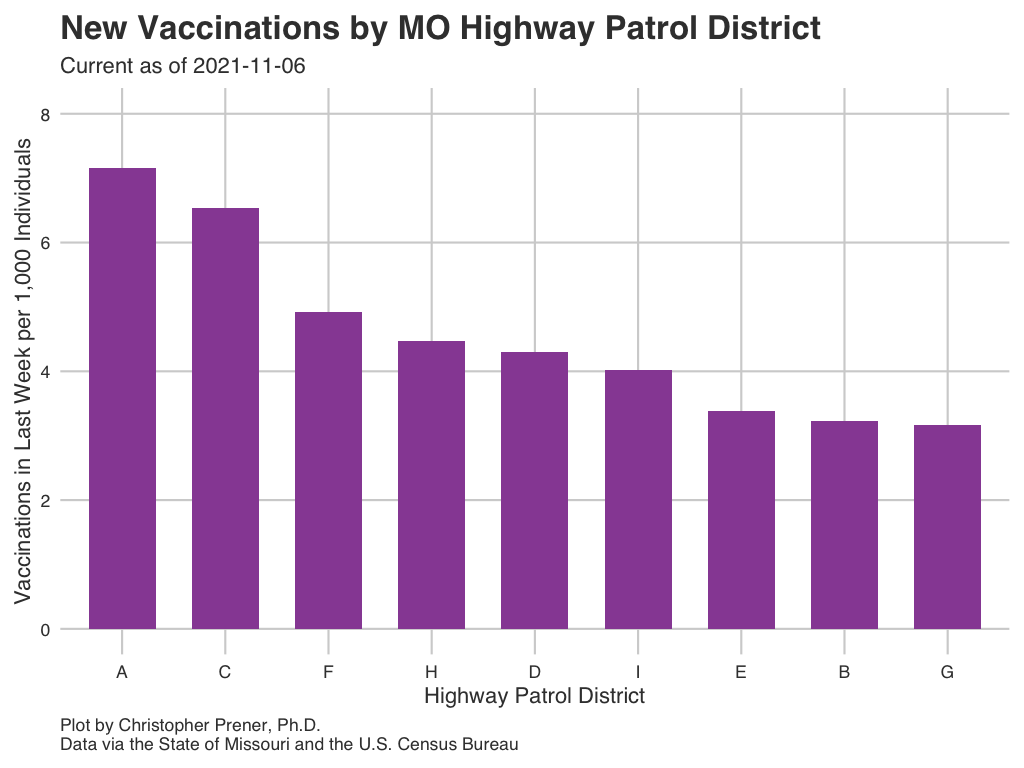 New Vaccinations by MO Highway Patrol District
Current as of 2021-11-06
Vaccinations in Last Week per 1,000 Individuals
8
6
4
2
0
A C F H D I E B G
Highway Patrol District
Plot by Christopher Prener, Ph.D.
Data via the State of Missouri and the U.S. Census Bureau